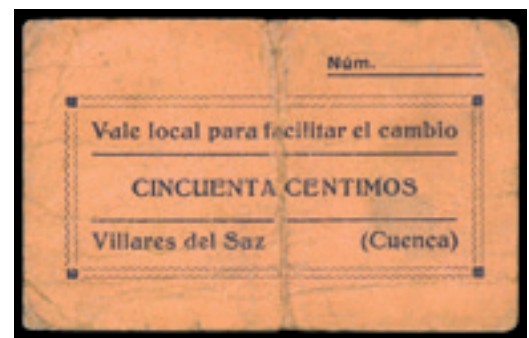 Núm.
Vale local para facilitar el cambio
CINCUENTA CENTIMOS
Villares del Saz (Cuenca)